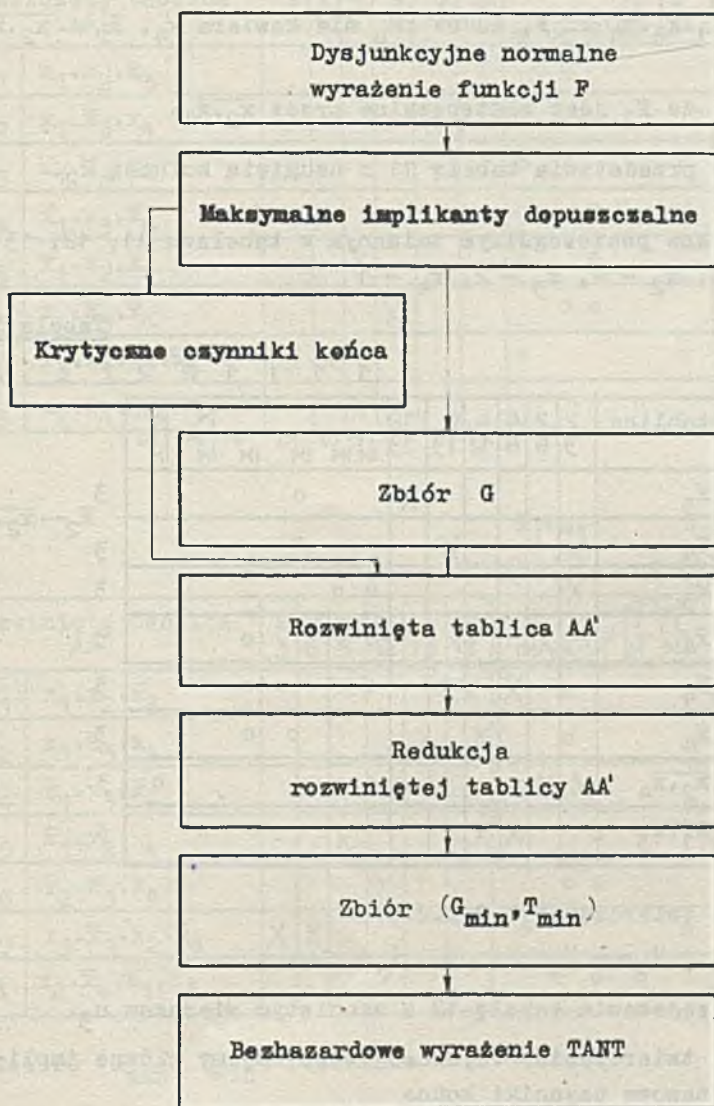 Dysjunkcyjne normalne
wyrażenie funkcji F
Maksymalne implikanty dopuszczalne
Krytyczne czynniki końca
Zbiór G
Rozwinięta tablica AA'
Redukcja
rozwiniętej tablicy AA'
Zbiór (Gmin,Tmin)
Bezhazardowe wyrażenie TANT